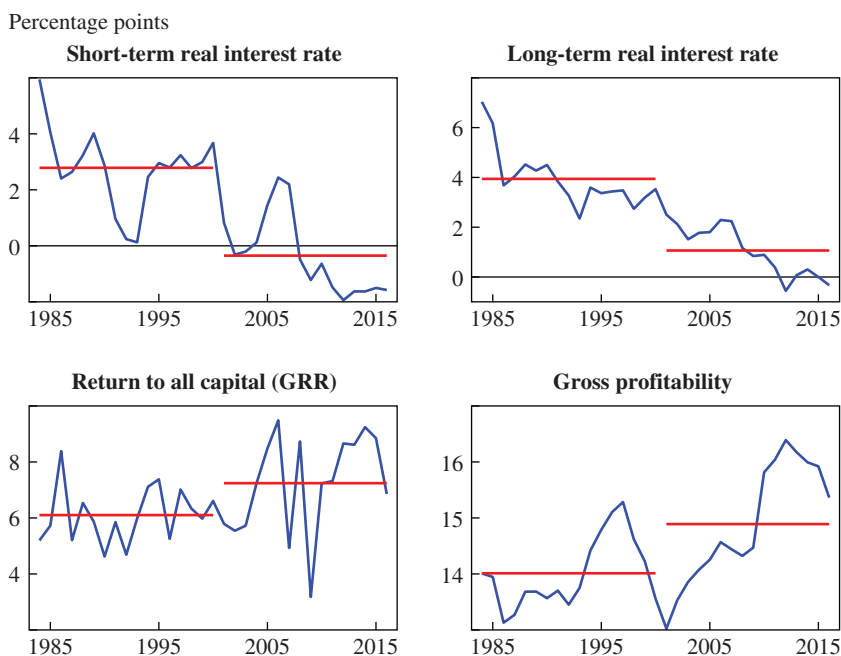 Percentage points
Short-term real interest rate
4
2
0
1985 1995 2005 2015
Long-term real interest rate
6
4
2
0
1985 1995 2005 2015
Return to all capital (GRR)
8
6
4
1985 1995 2005 2015
Gross profitability
16
15
14
1985 1995 2005 2015